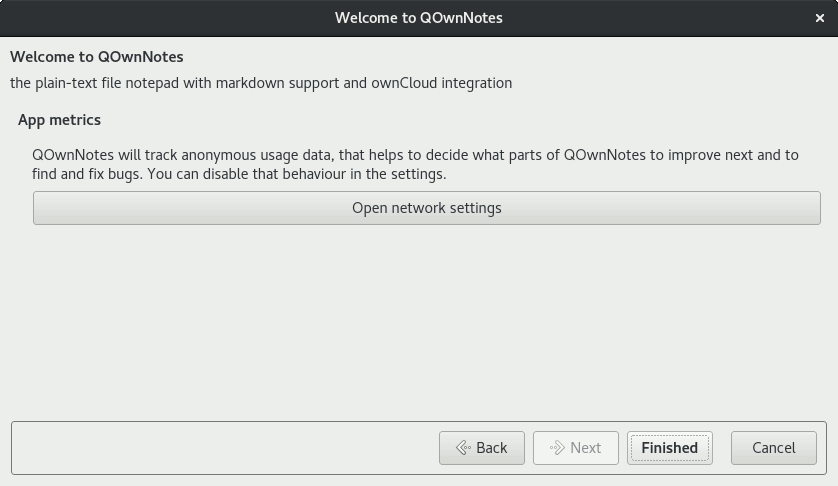 Welcome to QOwnNotes
×
Welcome to QOwnNotes
the plain-text file notepad with markdown support and ownCloud integration
App metrics
QOwnNotes will track anonymous usage data, that helps to decide what parts of QOwnNotes to improve next and to
find and fix bugs. You can disable that behaviour in the settings.
Open network settings
Back Next Finished Cancel